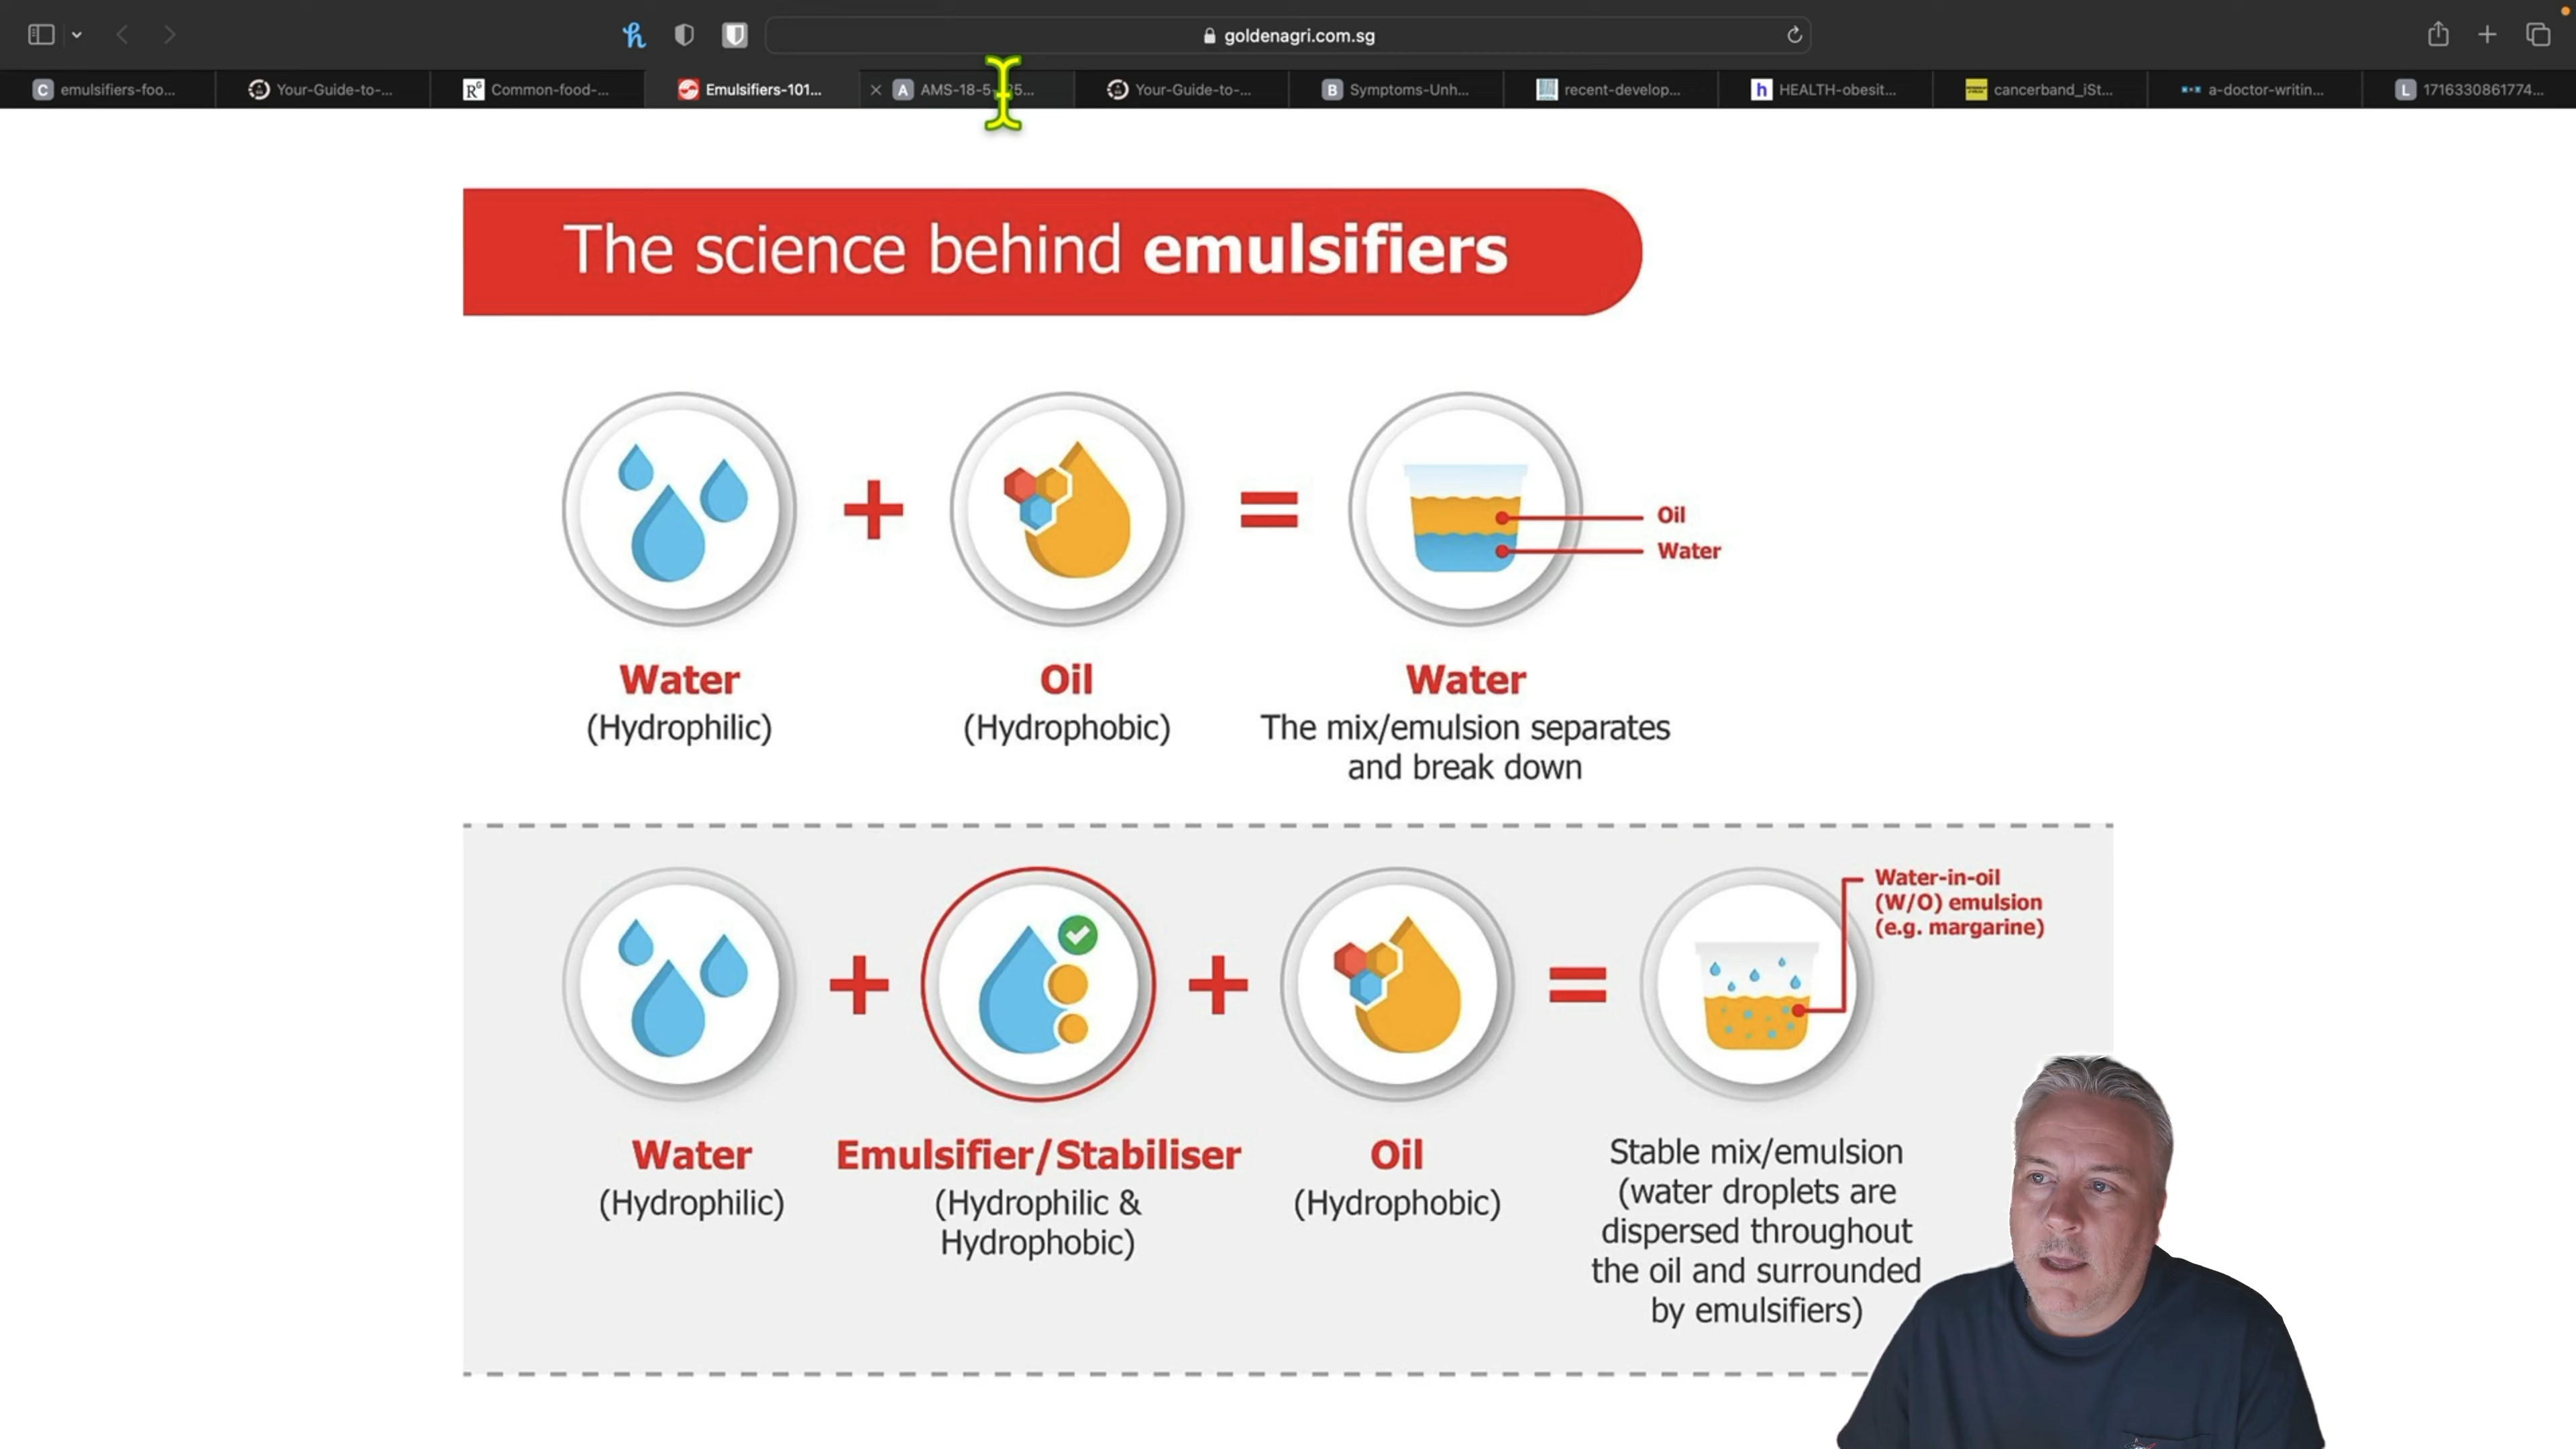 goldenagri.com.sg
C emulsifiers-foo...
Your-Guide-to-...
RG Common-food-...
Emulsifiers-101...
A AMS-18-5-
25...
Your-Guide-to-...
B Symptoms-Unh...
recent-develop...
h HEALTH-obesit...
cancerband_iSt...
a-doctor-writin...
L 1716330861774...
The science behind emulsifiers
Oil
Water
Water
(Hydrophilic)
Oil
(Hydrophobic)
Water
The mix/emulsion separates
and break down
Water-in-oil
(W/O) emulsion
(e.g. margarine)
Water
(Hydrophilic)
Emulsifier/Stabiliser
(Hydrophilic &
Hydrophobic)
Oil
(Hydrophobic)
Stable mix/emulsion
(water droplets are
dispersed throughout
the oil and surrounded
by emulsifiers)